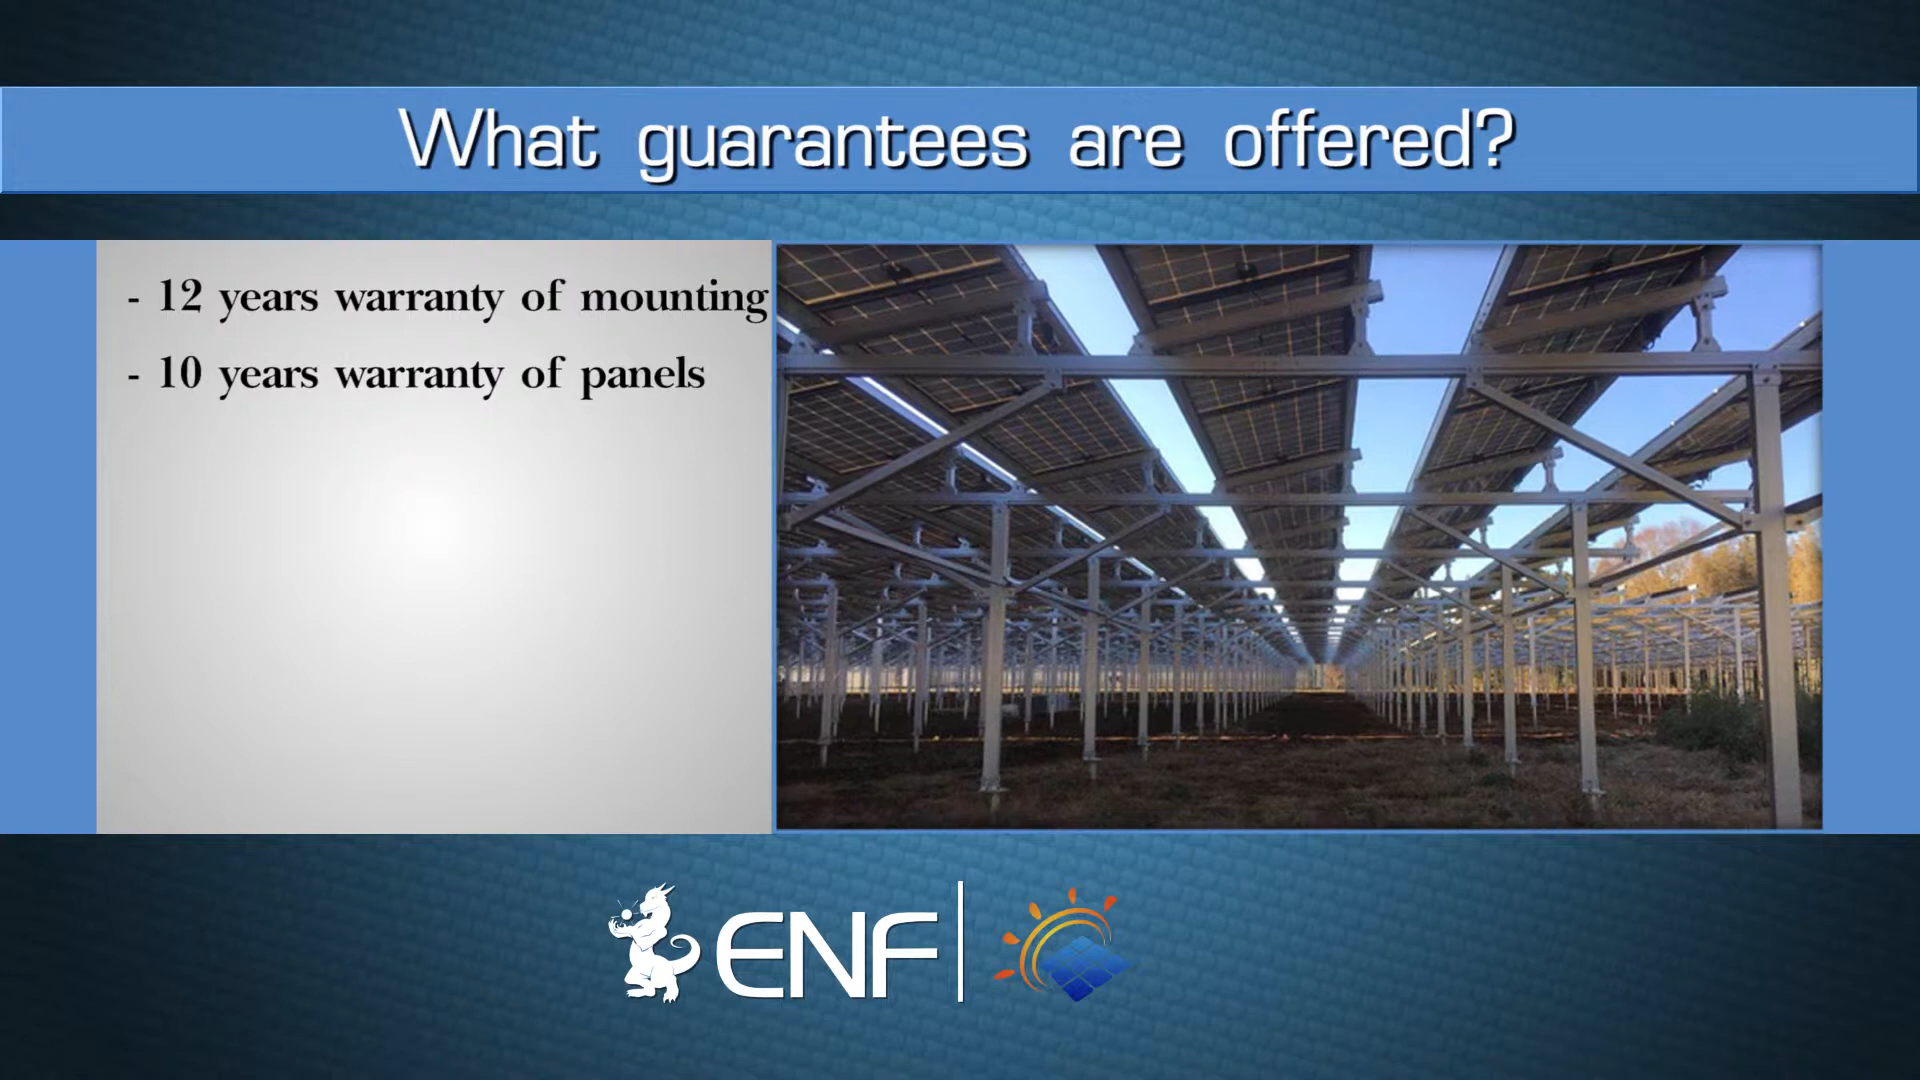 What guarantees are offered?
- 12 years warranty of mounting
- 10 years warranty of panels
ENF